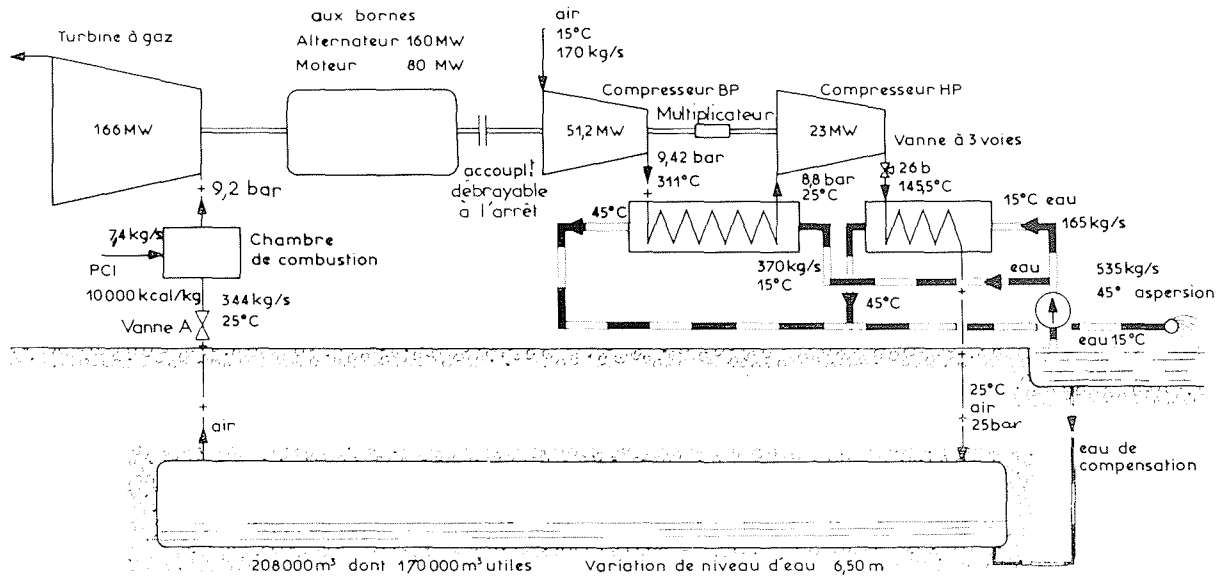 aux bornes
Alternateur 160 MW
Moteur 80 MW
Turbine à gaz
166 MW
air
15°C
170 kg/s
Compresseur BP
51,2 MW
Multiplicateur
Compresseur HP
23 MW
Vanne à 3 voies
accoupl.t
débrayable
à l'arrêt
9,42 bar
311°C
8,8 bar
25°C
26 b
145,5°C
9,2 bar
7,4 kg/s
PCI
10000 kcal/kg
Chambre
de combustion
344 kg/s
25°C
Vanne A
45°C
370 kg/s
15°C
15°C eau
165 kg/s
eau
45°C
535 kg/s
45° aspersion
eau 15°C
air
25°C
air
25 bar
eau de
compensation
208000 m³ dont 170000 m³ utiles
Variation de niveau d'eau 6,50 m